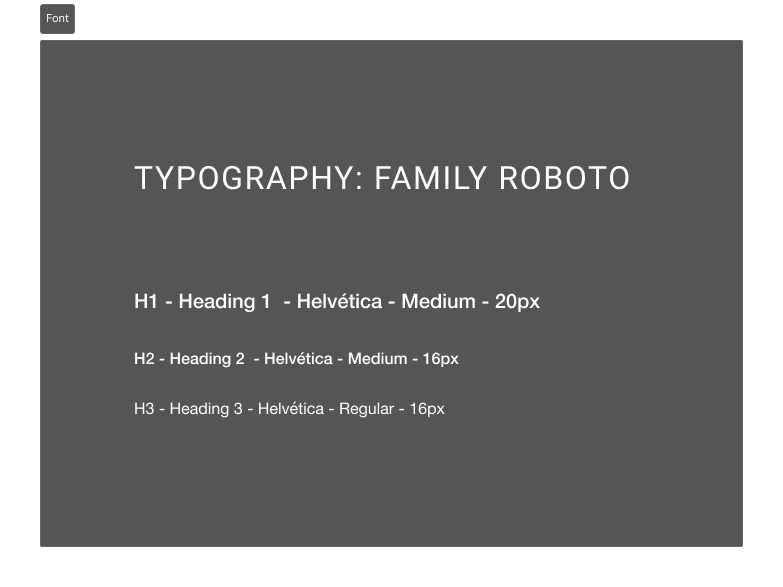 Font
TYPOGRAPHY: FAMILY ROBOTO
H1 - Heading 1  - Helvética - Medium - 20px
H2 - Heading 2  - Helvética - Medium - 16px
H3 - Heading 3 - Helvética - Regular - 16px